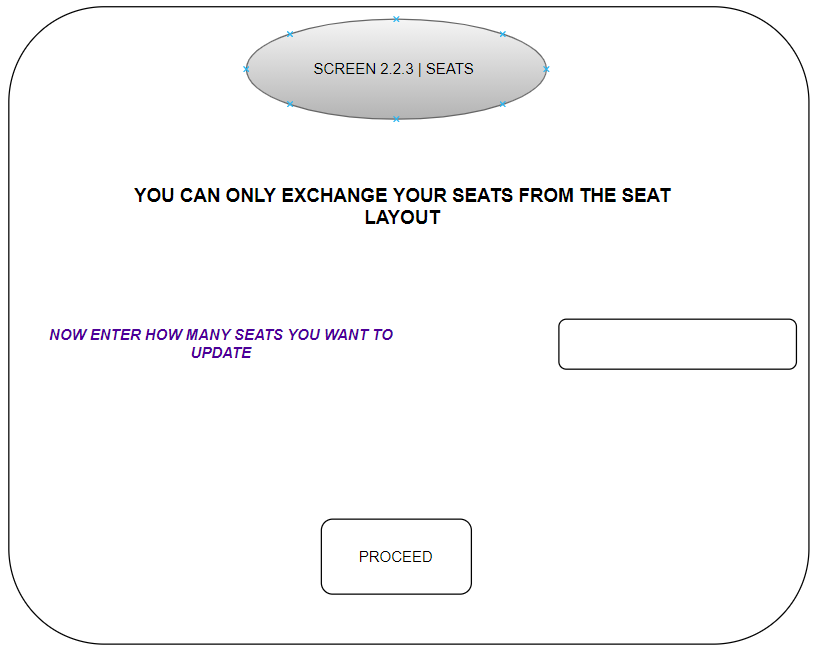 SCREEN 2.2.3 | SEATS
YOU CAN ONLY EXCHANGE YOUR SEATS FROM THE SEAT
LAYOUT
NOW ENTER HOW MANY SEATS YOU WANT TO
UPDATE
PROCEED